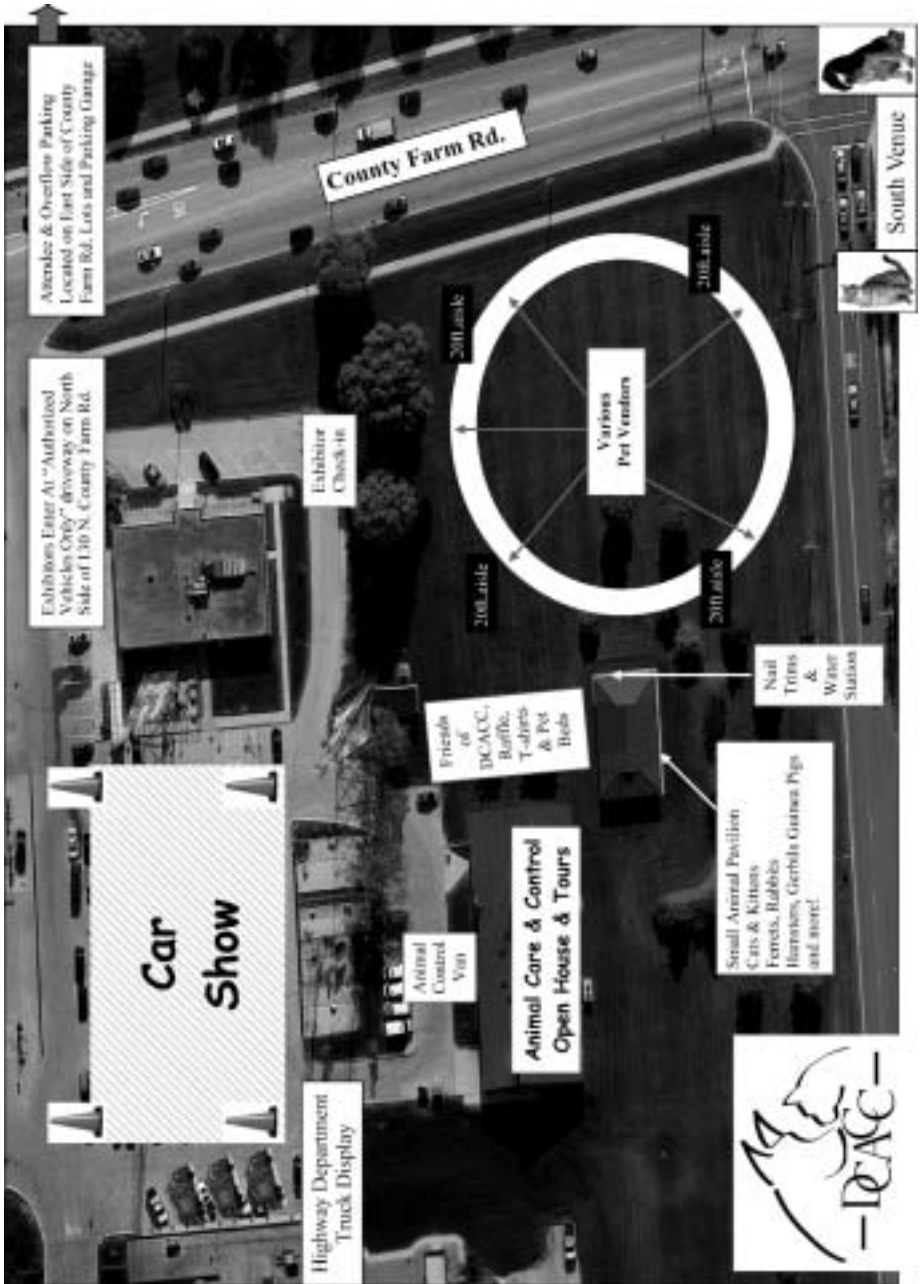 Attendee & Overflow Parking
Located on East Side of County
Farm Rd. Lots and Parking Garage
Exhibitors Enter At "Authorized
Vehicles Only" driveway on North
Side of 130 N. County Farm Rd.
County Farm Rd.
Exhibitor
Check-in
Car
Show
Highway Department
Truck Display
Animal
Control
Van
Friends
of
DCACC,
Raffle,
T-shirts
& Pet
Beds
Animal Care & Control
Open House & Tours
20ft.aisle
20ft.aisle
20ft.aisle
20ft.aisle
Various
Pet Vendors
Nail
Trims
&
Water
Station
Small Animal Pavilion
Cats & Kittens
Ferrets, Rabbits
Hamsters, Gerbils Guinea Pigs
and more!
South Venue
DCACC